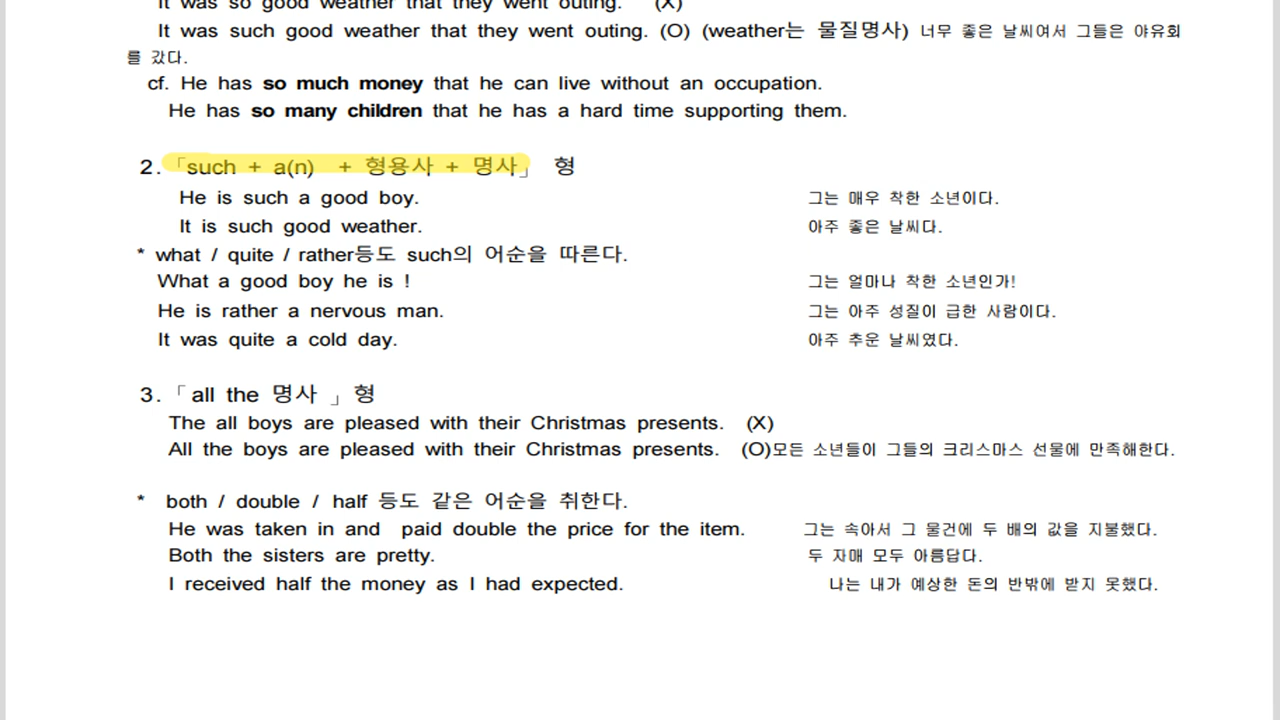 It was so good weather that they went outing. (X)
It was such good weather that they went outing. (O) (weather는 물질명사) 너무 좋은 날씨여서 그들은 야유회
를 갔다.
cf. He has so much money that he can live without an occupation.
He has so many children that he has a hard time supporting them.
2. 「such + a(n) + 형용사 + 명사」 형
He is such a good boy. 그는 매우 착한 소년이다.
It is such good weather. 아주 좋은 날씨다.
* what / quite / rather등도 such의 어순을 따른다.
What a good boy he is ! 그는 얼마나 착한 소년인가!
He is rather a nervous man. 그는 아주 성질이 급한 사람이다.
It was quite a cold day. 아주 추운 날씨였다.
3. 「all the 명사 」형
The all boys are pleased with their Christmas presents. (X)
All the boys are pleased with their Christmas presents. (O)모든 소년들이 그들의 크리스마스 선물에 만족해한다.
* both / double / half 등도 같은 어순을 취한다.
He was taken in and paid double the price for the item. 그는 속아서 그 물건에 두 배의 값을 지불했다.
Both the sisters are pretty. 두 자매 모두 아름답다.
I received half the money as I had expected. 나는 내가 예상한 돈의 반밖에 받지 못했다.